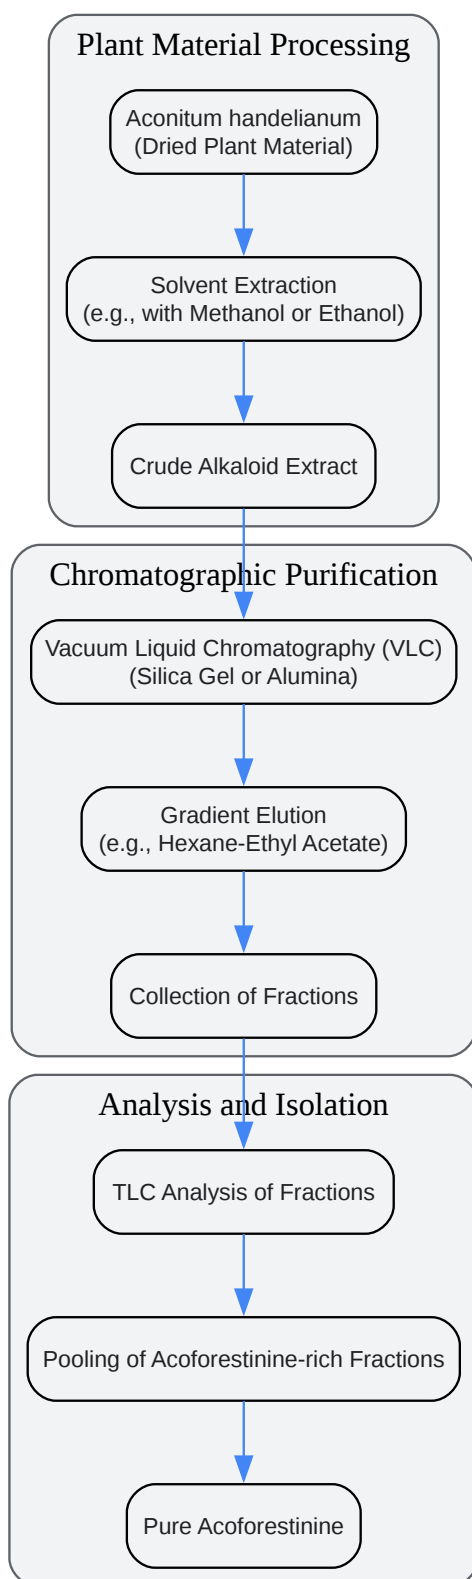 Plant Material Processing
Aconitum handelianum
(Dried Plant Material)
Solvent Extraction
(e.g., with Methanol or Ethanol)
Crude Alkaloid Extract
Chromatographic Purification
Vacuum Liquid Chromatography (VLC)
(Silica Gel or Alumina)
Gradient Elution
(e.g., Hexane-Ethyl Acetate)
Collection of Fractions
Analysis and Isolation
TLC Analysis of Fractions
Pooling of Acoforestinine-rich Fractions
Pure Acoforestinine